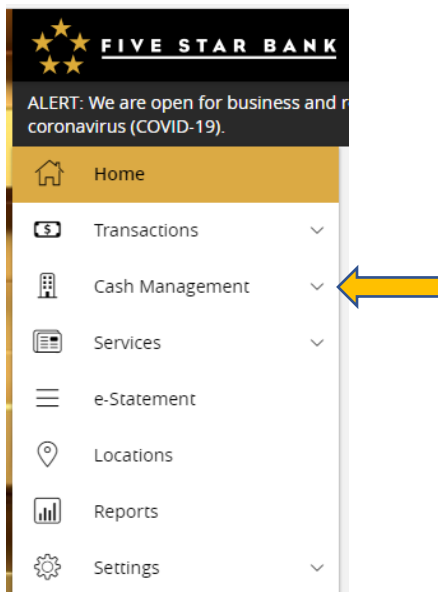 FIVE STAR BANK
ALERT: We are open for business and r
coronavirus (COVID-19).
Home
Transactions
Cash Management
Services
e-Statement
Locations
Reports
Settings